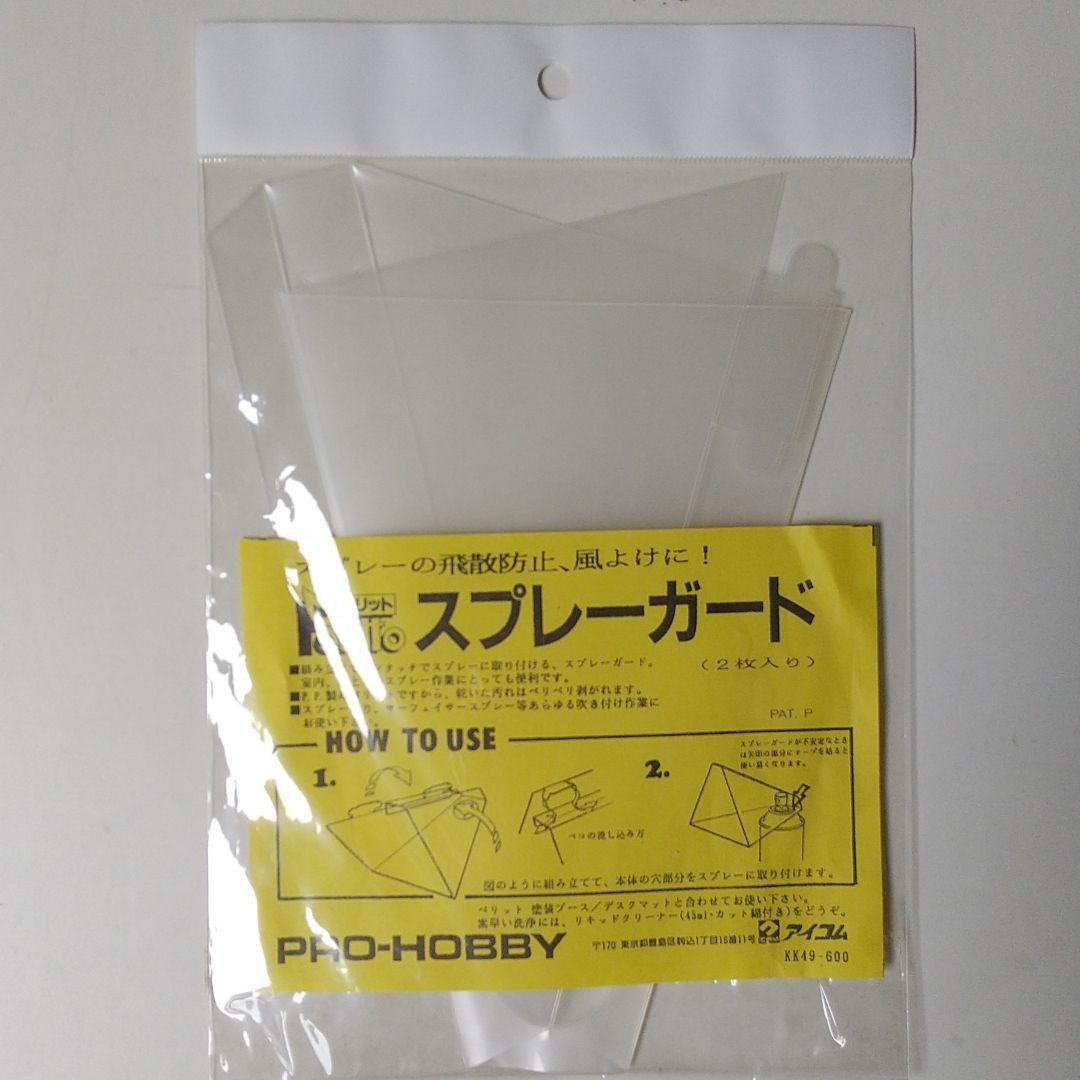 スプレーの飛散防止、風よけに！
リット
スプレーガード
(２枚入り)
タッチでスプレーに取り付ける、スプレーガード。
室内、
スプレー作業にとっても便利です。
■P.P.製
ですから、乾いた汚れはベリベリ剥がれます。
■スプレー
り、サーフェイサースプレー等あらゆる吹き付け作業に
お使い下さい。
PAT. P
HOW TO USE
1.
ベロの差し込み方
2.
スプレーガードが不安定なとき
は矢印の部分にテープを貼ると
使い易くなります。
図のように組み立てて、本体の穴部分をスプレーに取り付けます。
ペリット 塗装ブース/デスクマットと合わせてお使い下さい。
素早い洗浄には、リキッドクリーナー(45ml・カット綿付き)をどうぞ。
PRO-HOBBY
〒170 東京都豊島区駒込1丁目16番11号
アイコム
KK49-600